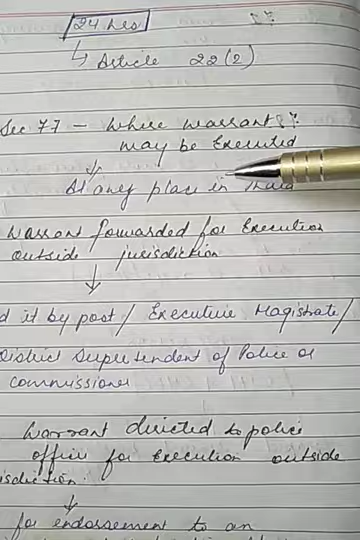 24 hrs
↳ Article 22(2)
Sec 77 - Where warrant
may be Executed
At any place in India
Warrant forwarded for Execution
outside jurisdiction
d it by post / Executive Magistrate /
District Superitendent of Police or
commissioner
Warrant directed to police
officer for execution outside
isdiction.
for endorsement to an